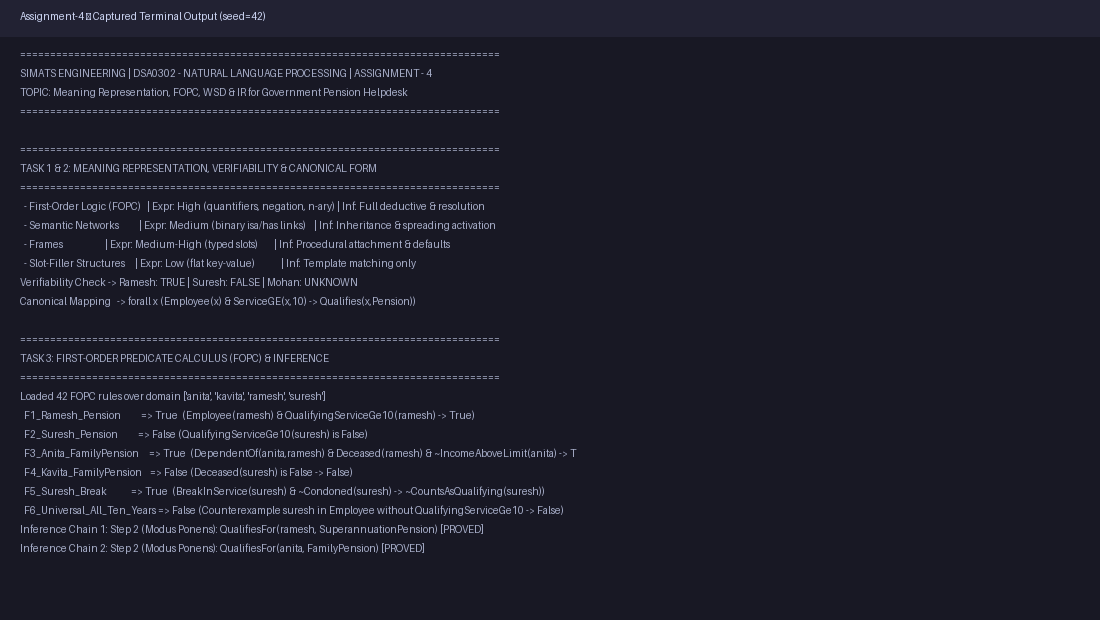 Assignment-4 Captured Terminal Output (seed=42)
================================================================================
SIMATS ENGINEERING | DSA0302 - NATURAL LANGUAGE PROCESSING | ASSIGNMENT - 4
TOPIC: Meaning Representation, FOPC, WSD & IR for Government Pension Helpdesk
================================================================================
================================================================================
TASK 1 & 2: MEANING REPRESENTATION, VERIFIABILITY & CANONICAL FORM
================================================================================
- First-Order Logic (FOPC) | Expr: High (quantifiers, negation, n-ary) | Inf: Full deductive & resolution
- Semantic Networks | Expr: Medium (binary isa/has links) | Inf: Inheritance & spreading activation
- Frames | Expr: Medium-High (typed slots) | Inf: Procedural attachment & defaults
- Slot-Filler Structures | Expr: Low (flat key-value) | Inf: Template matching only
Verifiability Check -> Ramesh: TRUE | Suresh: FALSE | Mohan: UNKNOWN
Canonical Mapping -> forall x (Employee(x) & ServiceGE(x,10) -> Qualifies(x,Pension))
================================================================================
TASK 3: FIRST-ORDER PREDICATE CALCULUS (FOPC) & INFERENCE
================================================================================
Loaded 42 FOPC rules over domain ['anita', 'kavita', 'ramesh', 'suresh']
F1_Ramesh_Pension => True (Employee(ramesh) & QualifyingServiceGe10(ramesh) -> True)
F2_Suresh_Pension => False (QualifyingServiceGe10(suresh) is False)
F3_Anita_FamilyPension => True (DependentOf(anita,ramesh) & Deceased(ramesh) & ~IncomeAboveLimit(anita) -> T
F4_Kavita_FamilyPension => False (Deceased(suresh) is False -> False)
F5_Suresh_Break => True (BreakInService(suresh) & ~Condoned(suresh) -> ~CountsAsQualifying(suresh))
F6_Universal_All_Ten_Years => False (Counterexample suresh in Employee without QualifyingServiceGe10 -> False)
Inference Chain 1: Step 2 (Modus Ponens): QualifiesFor(ramesh, SuperannuationPension) [PROVED]
Inference Chain 2: Step 2 (Modus Ponens): QualifiesFor(anita, FamilyPension) [PROVED]